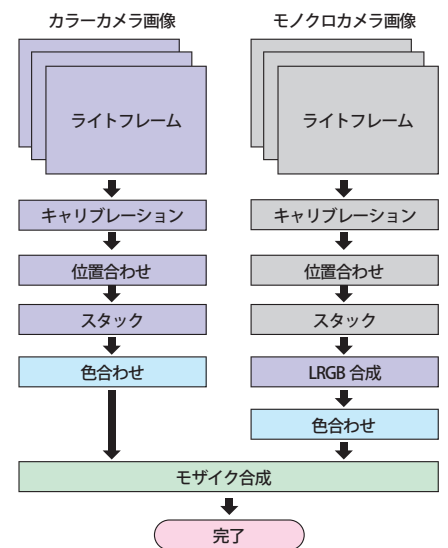 カラーカメラ画像
ライトフレーム
キャリブレーション
位置合わせ
スタック
色合わせ
モノクロカメラ画像
ライトフレーム
キャリブレーション
位置合わせ
スタック
LRGB 合成
色合わせ
モザイク合成
完了